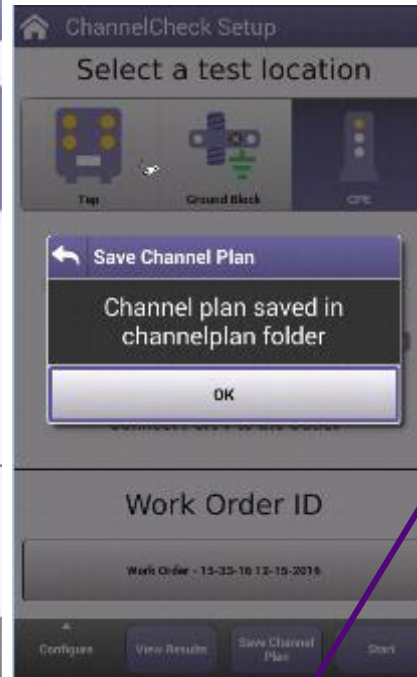 ChannelCheck Setup
Select a test location
Tap
Ground Block
CPE
Save Channel Plan
Channel plan saved in
channelplan folder
OK
Work Order ID
Work Order - 15-33-16 12-15-2016
Configure
View Results
Save Channel
Plan
Start